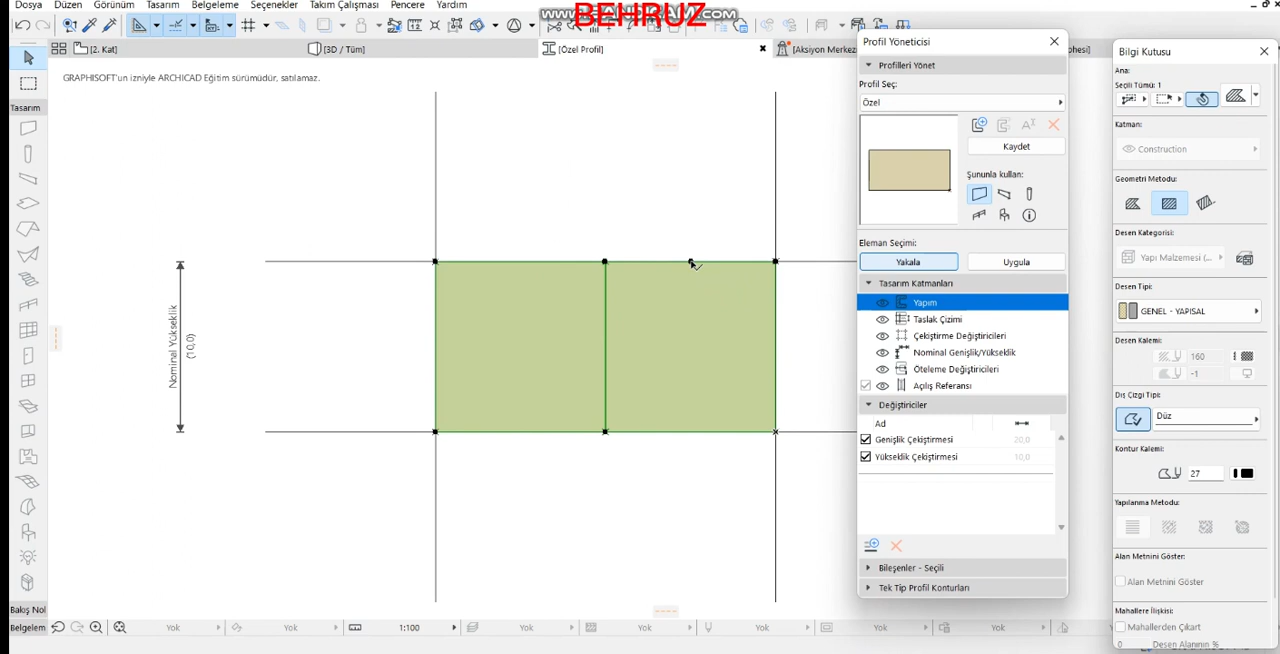 Dosya Düzen Görünüm Tasarım Belgeleme Seçenekler Takım Çalışması Pencere Yardım
BEHRUZ
[2. Kat] [3D / Tüm] [Özel Profil] [Aksiyon Merkez
GRAPHISOFT'un izniyle ARCHICAD Eğitim sürümüdür, satılamaz.
Tasarım
Nominal Yükseklik
(10,0)
Bakış Nol
Belgelem
Yok Yok 1:100 Yok Yok Yok Yok Yok
Profil Yöneticisi
Profilleri Yönet
Profil Seç:
Özel
Kaydet
Şununla kullan:
Eleman Seçimi:
Yakala Uygula
Tasarım Katmanları
Yapım
Taslak Çizimi
Çekiştirme Değiştiricileri
Nominal Genişlik/Yükseklik
Öteleme Değiştiricileri
Açılış Referansı
Değiştiriciler
Ad
Genişlik Çekiştirmesi 20,0
Yükseklik Çekiştirmesi 10,0
Bileşenler - Seçili
Tek Tip Profil Konturları
Bilgi Kutusu
Ana:
Seçili Tümü: 1
Katman:
Construction
Geometri Metodu:
Desen Kategorisi:
Yapı Malzemesi (...
Desen Tipi:
GENEL - YAPISAL
Desen Kalemi:
160
-1
Dış Çizgi Tipi:
Düz
Kontur Kalemi:
27
Yapılanma Metodu:
Alan Metnini Göster:
Alan Metnini Göster
Mahallere İlişkisi:
Mahallerden Çıkart
0 Desen Alanının %